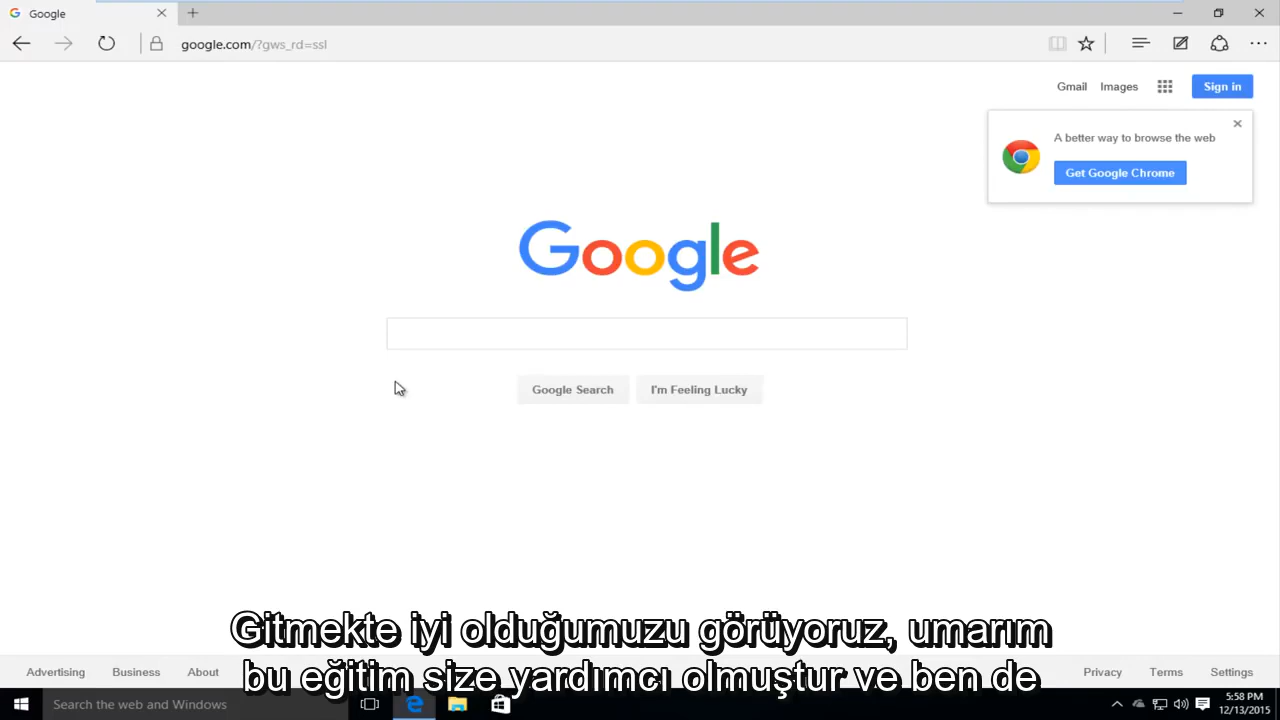 Google
google.com/?gws_rd=ssl
Gmail Images Sign in
A better way to browse the web
Get Google Chrome
Google
Google Search I'm Feeling Lucky
Gitmekte iyi olduğumuzu görüyoruz, umarım
bu eğitim size yardımcı olmuştur ve ben de
Advertising Business About Privacy Terms Settings
Search the web and Windows
5:58 PM
12/13/2015